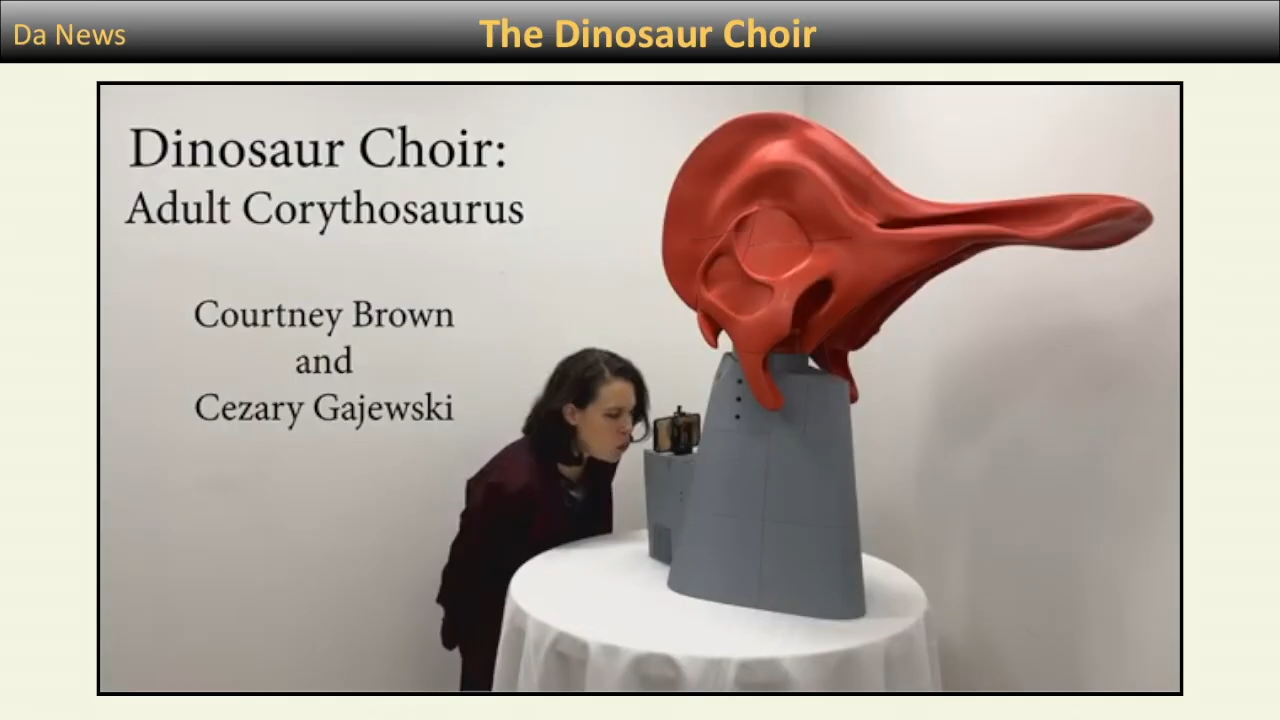 Da News
The Dinosaur Choir
Dinosaur Choir:
Adult Corythosaurus
Courtney Brown
and
Cezary Gajewski